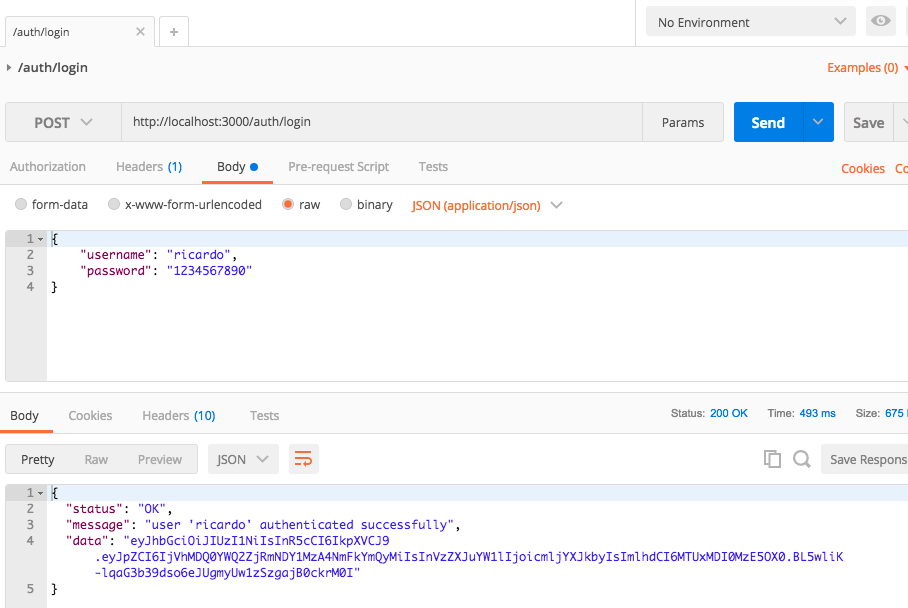 /auth/login
No Environment
/auth/login
Examples (0)
POST
http://localhost:3000/auth/login
Params
Send
Save
Authorization
Headers (1)
Body
Pre-request Script
Tests
Cookies
Co
form-data
x-www-form-urlencoded
raw
binary
JSON (application/json)
1 {
2 "username": "ricardo",
3 "password": "1234567890"
4 }
Body
Cookies
Headers (10)
Tests
Status: 200 OK
Time: 493 ms
Size: 675
Pretty
Raw
Preview
JSON
Save Respons
1 {
2 "status": "OK",
3 "message": "user 'ricardo' authenticated successfully",
4 "data": "eyJhbGciOiJIUzI1NiIsInR5cCI6IkpXVCJ9
.eyJpZCI6IjVhMDQ0YWQ2ZjRmNDY1MzA4NmFkYmQyMiIsInVzZXJuYW1lIjoicmljYXJkbyIsImlhdCI6MTUxMDI0MzE5OX0.BL5wliK
-lqaG3b39dso6eJUgmyUw1zSzgajB0ckrM0I"
5 }